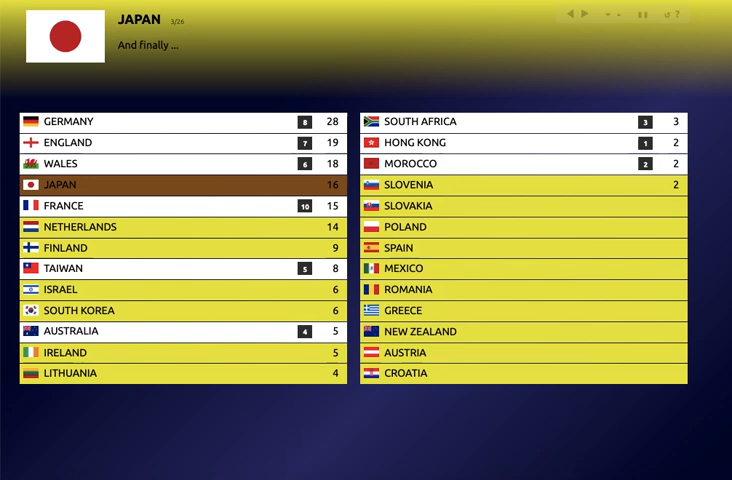 JAPAN 3/26
And finally ...
?
GERMANY 8 28
ENGLAND 7 19
WALES 6 18
JAPAN 16
FRANCE 10 15
NETHERLANDS 14
FINLAND 9
TAIWAN 5 8
ISRAEL 6
SOUTH KOREA 6
AUSTRALIA 4 5
IRELAND 5
LITHUANIA 4
SOUTH AFRICA 3 3
HONG KONG 1 2
MOROCCO 2 2
SLOVENIA 2
SLOVAKIA
POLAND
SPAIN
MEXICO
ROMANIA
GREECE
NEW ZEALAND
AUSTRIA
CROATIA